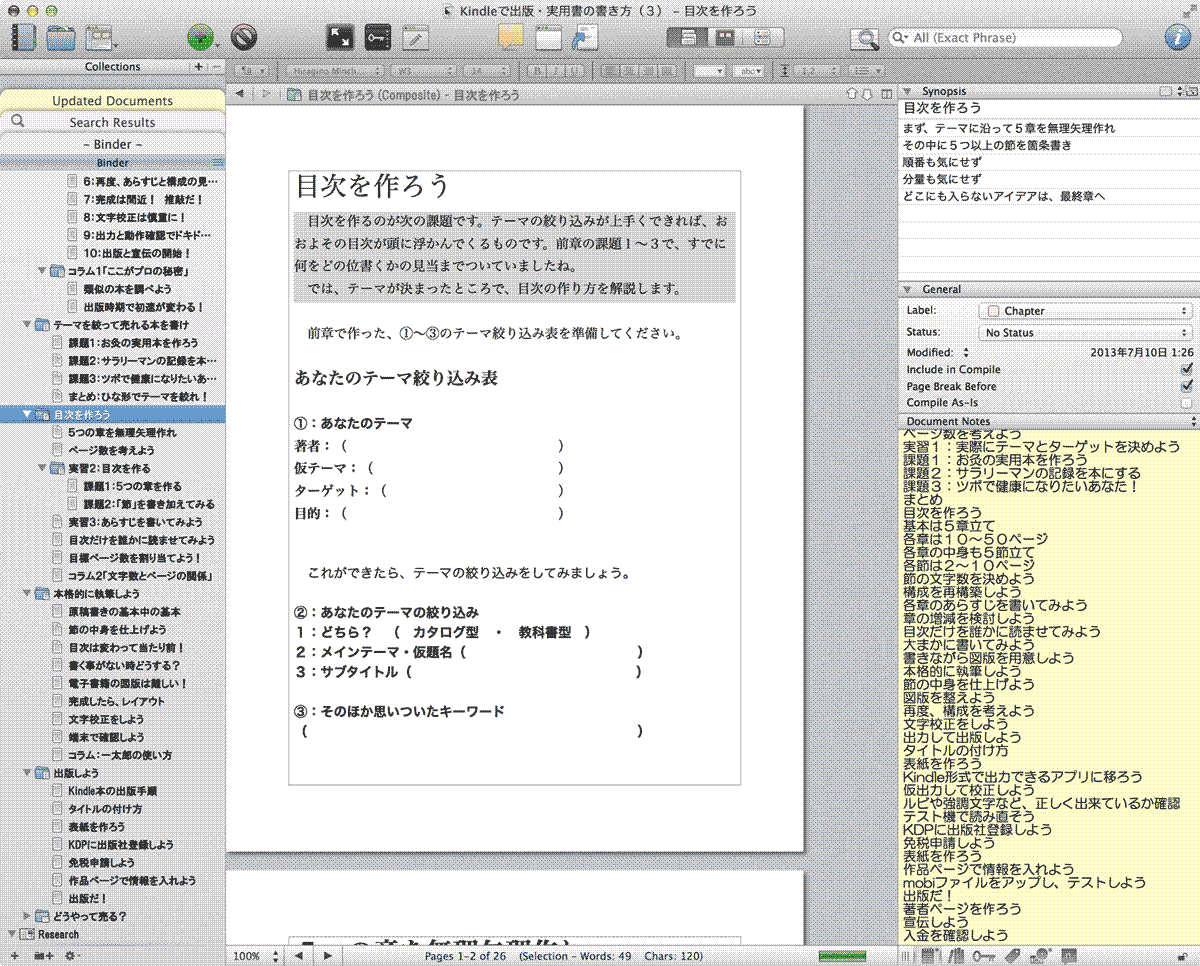 Kindleで出版・実用書の書き方（３） – 目次を作ろう
All (Exact Phrase)
Collections
Updated Documents
Search Results
– Binder –
Binder
6：再度、あらすじと構成の見…
7：完成は間近！ 推敲だ！
8：文字校正は慎重に！
9：出力と動作確認でドキド…
10：出版と宣伝の開始！
コラム1「ここがプロの秘密」
類似の本を調べよう
出版時期で初速が変わる！
テーマを絞って売れる本を書け
課題1：お灸の実用本を作ろう
課題2：サラリーマンの記録を本…
課題3：ツボで健康になりたいあ…
まとめ：ひな形でテーマを絞れ！
目次を作ろう
5つの章を無理矢理作れ
ページ数を考えよう
実習2：目次を作る
課題1：5つの章を作る
課題2：「節」を書き加えてみる
実習3：あらすじを書いてみよう
目次だけを誰かに読ませてみよう
目標ページ数を割り当てよう！
コラム2「文字数とページの関係」
本格的に執筆しよう
原稿書きの基本中の基本
節の中身を仕上げよう
目次は変わって当たり前！
書く事がない時どうする？
電子書籍の図版は難しい！
完成したら、レイアウト
文字校正をしよう
端末で確認しよう
コラム：一太郎の使い方
出版しよう
Kindle本の出版手順
タイトルの付け方
表紙を作ろう
KDPに出版社登録しよう
免税申請しよう
作品ページで情報を入れよう
出版だ！
どうやって売る？
Research
Hiragino Minch… W3 14 B I U abc 1.2
目次を作ろう (Composite) – 目次を作ろう
目次を作ろう
目次を作るのが次の課題です。テーマの絞り込みが上手くできれば、お
およその目次が頭に浮かんでくるものです。前章の課題１〜３で、すでに
何をどの位書くかの見当までついていましたね。
では、テーマが決まったところで、目次の作り方を解説します。
前章で作った、①〜③のテーマ絞り込み表を準備してください。
あなたのテーマ絞り込み表
①：あなたのテーマ
著者：（ ）
仮テーマ：（ ）
ターゲット：（ ）
目的：（ ）
これができたら、テーマの絞り込みをしてみましょう。
②：あなたのテーマの絞り込み
１：どちら？ （ カタログ型 ・ 教科書型 ）
２：メインテーマ・仮題名（ ）
３：サブタイトル（ ）
③：そのほか思いついたキーワード
（ ）
100%
Pages 1–2 of 26 (Selection – Words: 49 Chars: 120)
Synopsis
目次を作ろう
まず、テーマに沿って５章を無理矢理作れ
その中に５つ以上の節を箇条書き
順番も気にせず
分量も気にせず
どこにも入らないアイデアは、最終章へ
General
Label: Chapter
Status: No Status
Modified: 2013年7月10日 1:26
Include in Compile
Page Break Before
Compile As-Is
Document Notes
ページ数を考えよう
実習１：実際にテーマとターゲットを決めよう
課題１：お灸の実用本を作ろう
課題２：サラリーマンの記録を本にする
課題３：ツボで健康になりたいあなた！
まとめ
目次を作ろう
基本は５章立て
各章は１０〜５０ページ
各章の中身も５節立て
各節は２〜１０ページ
節の文字数を決めよう
構成を再構築しよう
各章のあらすじを書いてみよう
章の増減を検討しよう
目次だけを誰かに読ませてみよう
大まかに書いてみよう
書きながら図版を用意しよう
本格的に執筆しよう
節の中身を仕上げよう
図版を整えよう
再度、構成を考えよう
文字校正をしよう
出力して出版しよう
タイトルの付け方
表紙を作ろう
Kindle形式で出力できるアプリに移ろう
仮出力して校正しよう
ルビや強調文字など、正しく出来ているか確認
テスト機で読み直そう
KDPに出版社登録しよう
免税申請しよう
表紙を作ろう
作品ページで情報を入れよう
mobiファイルをアップし、テストしよう
出版だ！
著者ページを作ろう
宣伝しよう
入金を確認しよう